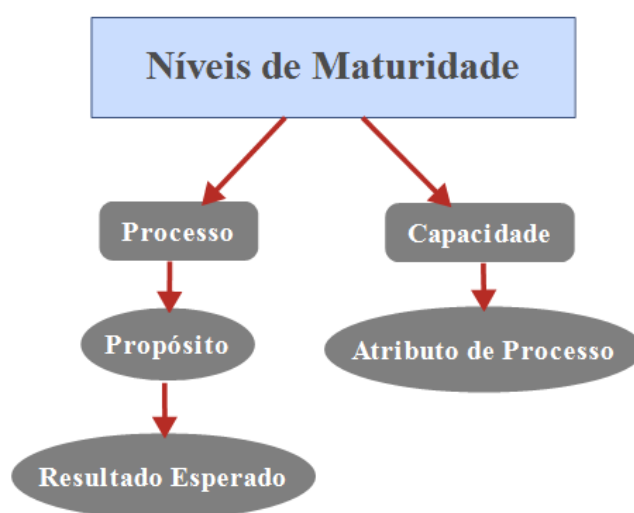 Níveis de Maturidade
Processo
Capacidade
Propósito
Atributo de Processo
Resultado Esperado